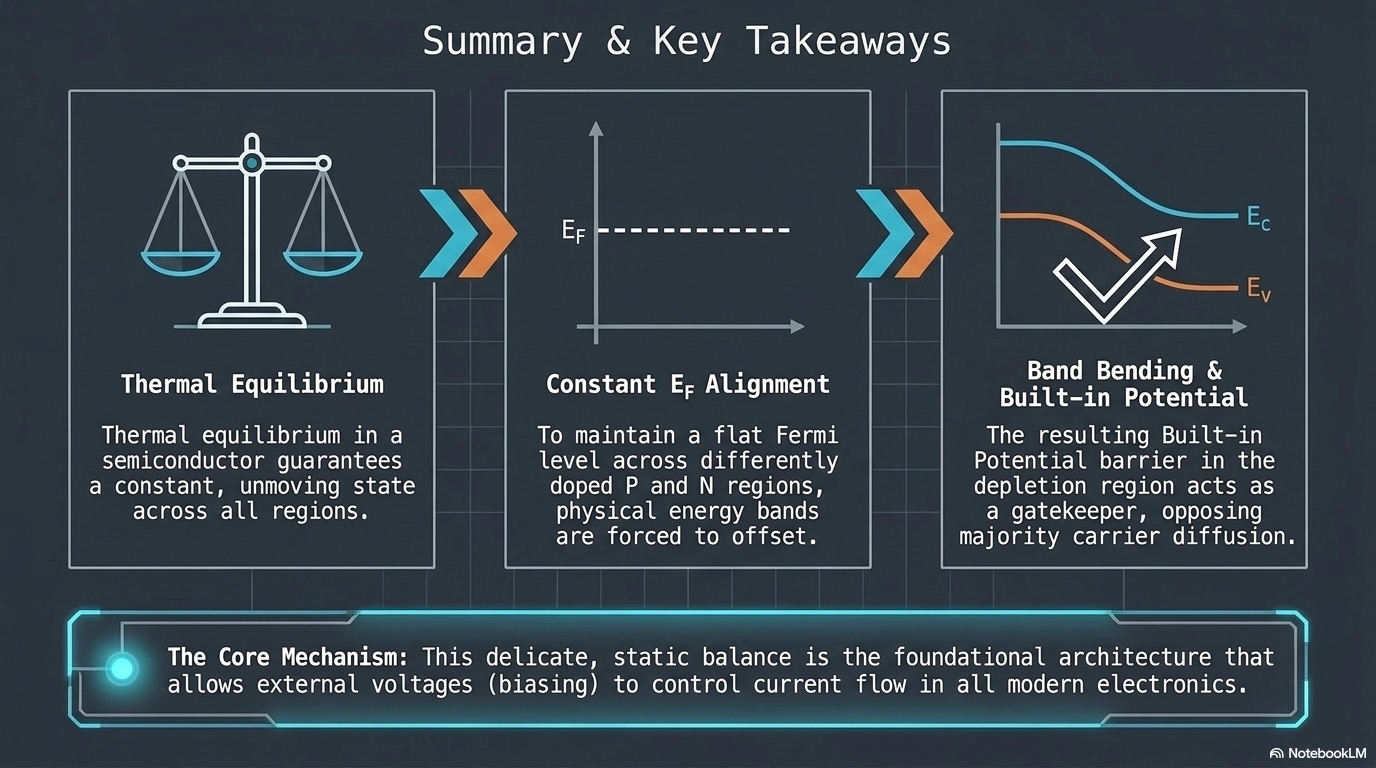 Summary & Key Takeaways
E_F
E_C
E_V
Thermal Equilibrium
Thermal equilibrium in a
semiconductor guarantees
a constant, unmoving state
across all regions.
Constant E_F Alignment
To maintain a flat Fermi
level across differently
doped P and N regions,
physical energy bands
are forced to offset.
Band Bending &
Built-in Potential
The resulting Built-in
Potential barrier in the
depletion region acts as
a gatekeeper, opposing
majority carrier diffusion.
The Core Mechanism: This delicate, static balance is the foundational architecture that
allows external voltages (biasing) to control current flow in all modern electronics.
NotebookLM